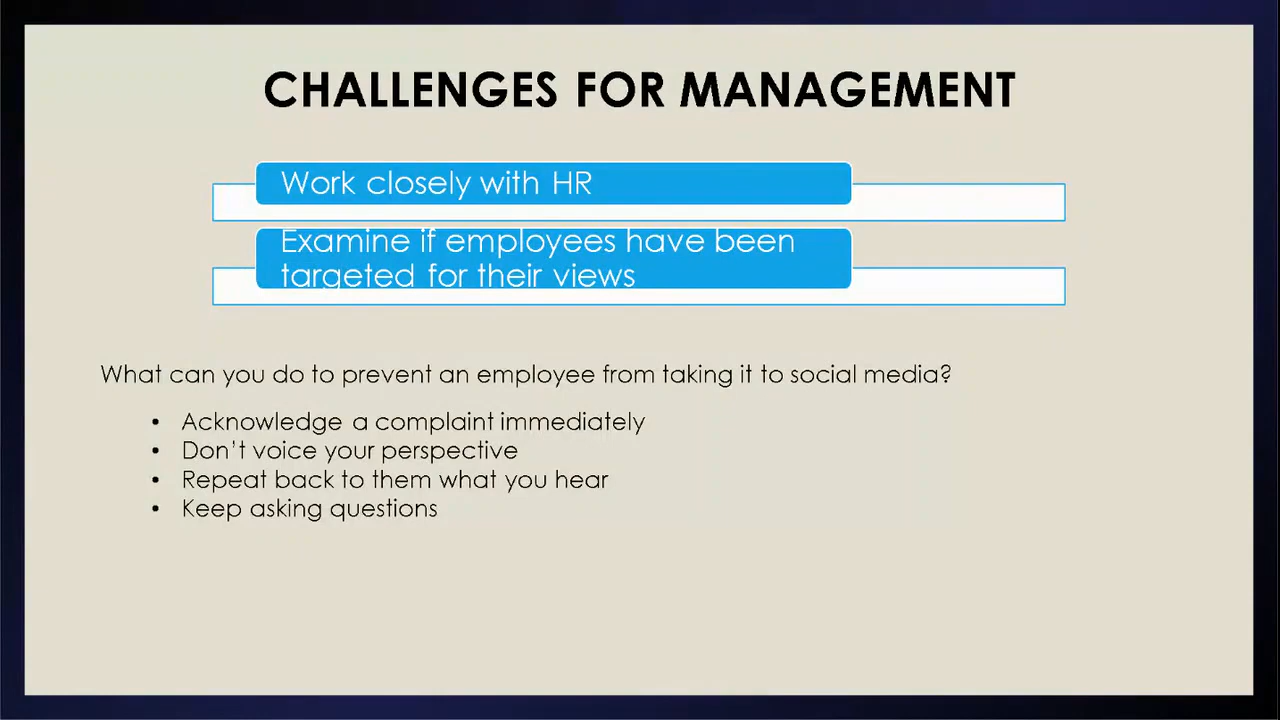 CHALLENGES FOR MANAGEMENT
Work closely with HR
Examine if employees have been
targeted for their views
What can you do to prevent an employee from taking it to social media?
• Acknowledge a complaint immediately
• Don't voice your perspective
• Repeat back to them what you hear
• Keep asking questions